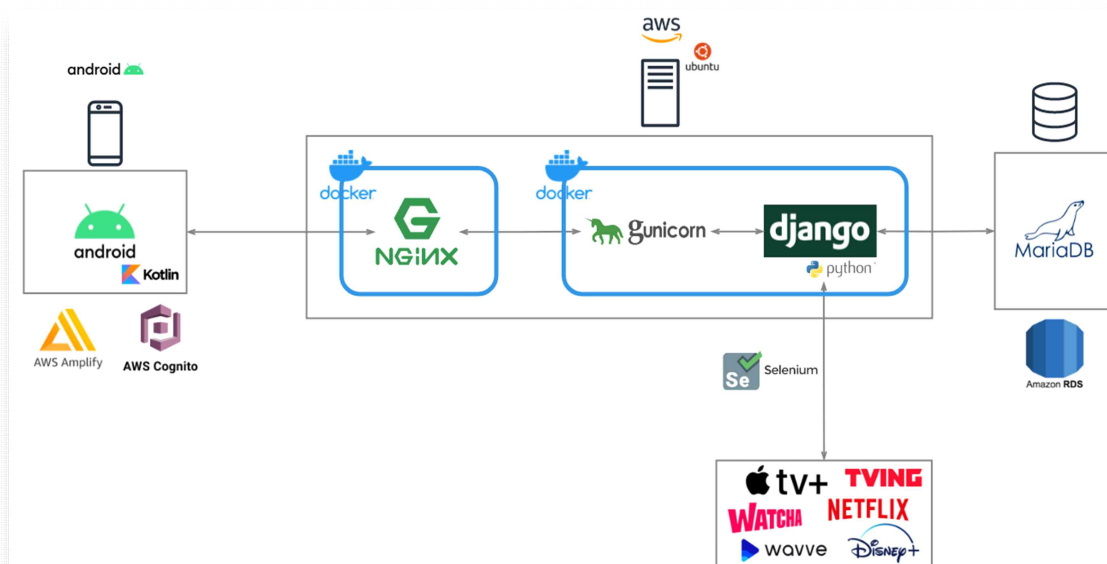 aws
ubuntu
android
docker
docker
NGINX
gunicorn
django
python
android
Kotlin
MariaDB
AWS Amplify
AWS Cognito
Se
Selenium
Amazon RDS
tv+
TVING
WATCHA
NETFLIX
wavve
Disney+